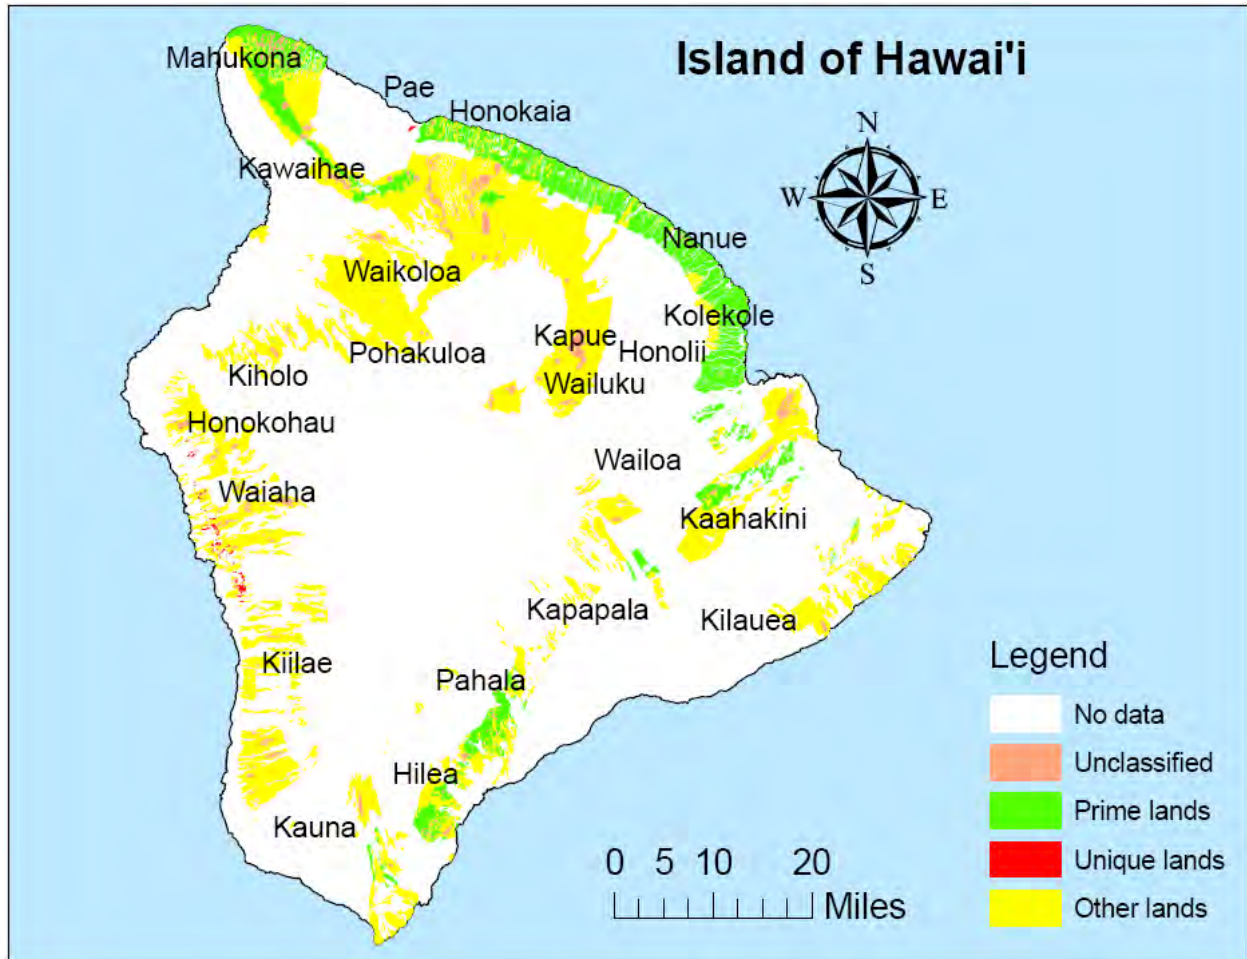 Island of Hawai'i
Mahukona
Pae
Honokaia
N
Kawaihae
W
E
Nanue
S
Waikoloa
Kolekole
Kapue
Honolii
Pohakuloa
Kiholo
Wailuku
Honokohau
Wailoa
Waiaha
Kaahakini
Kapapala
Kilauea
Kiilae
Pahala
Hilea
Kauna
Legend
No data
Unclassified
Prime lands
Unique lands
Other lands
0 5 10 20
Miles